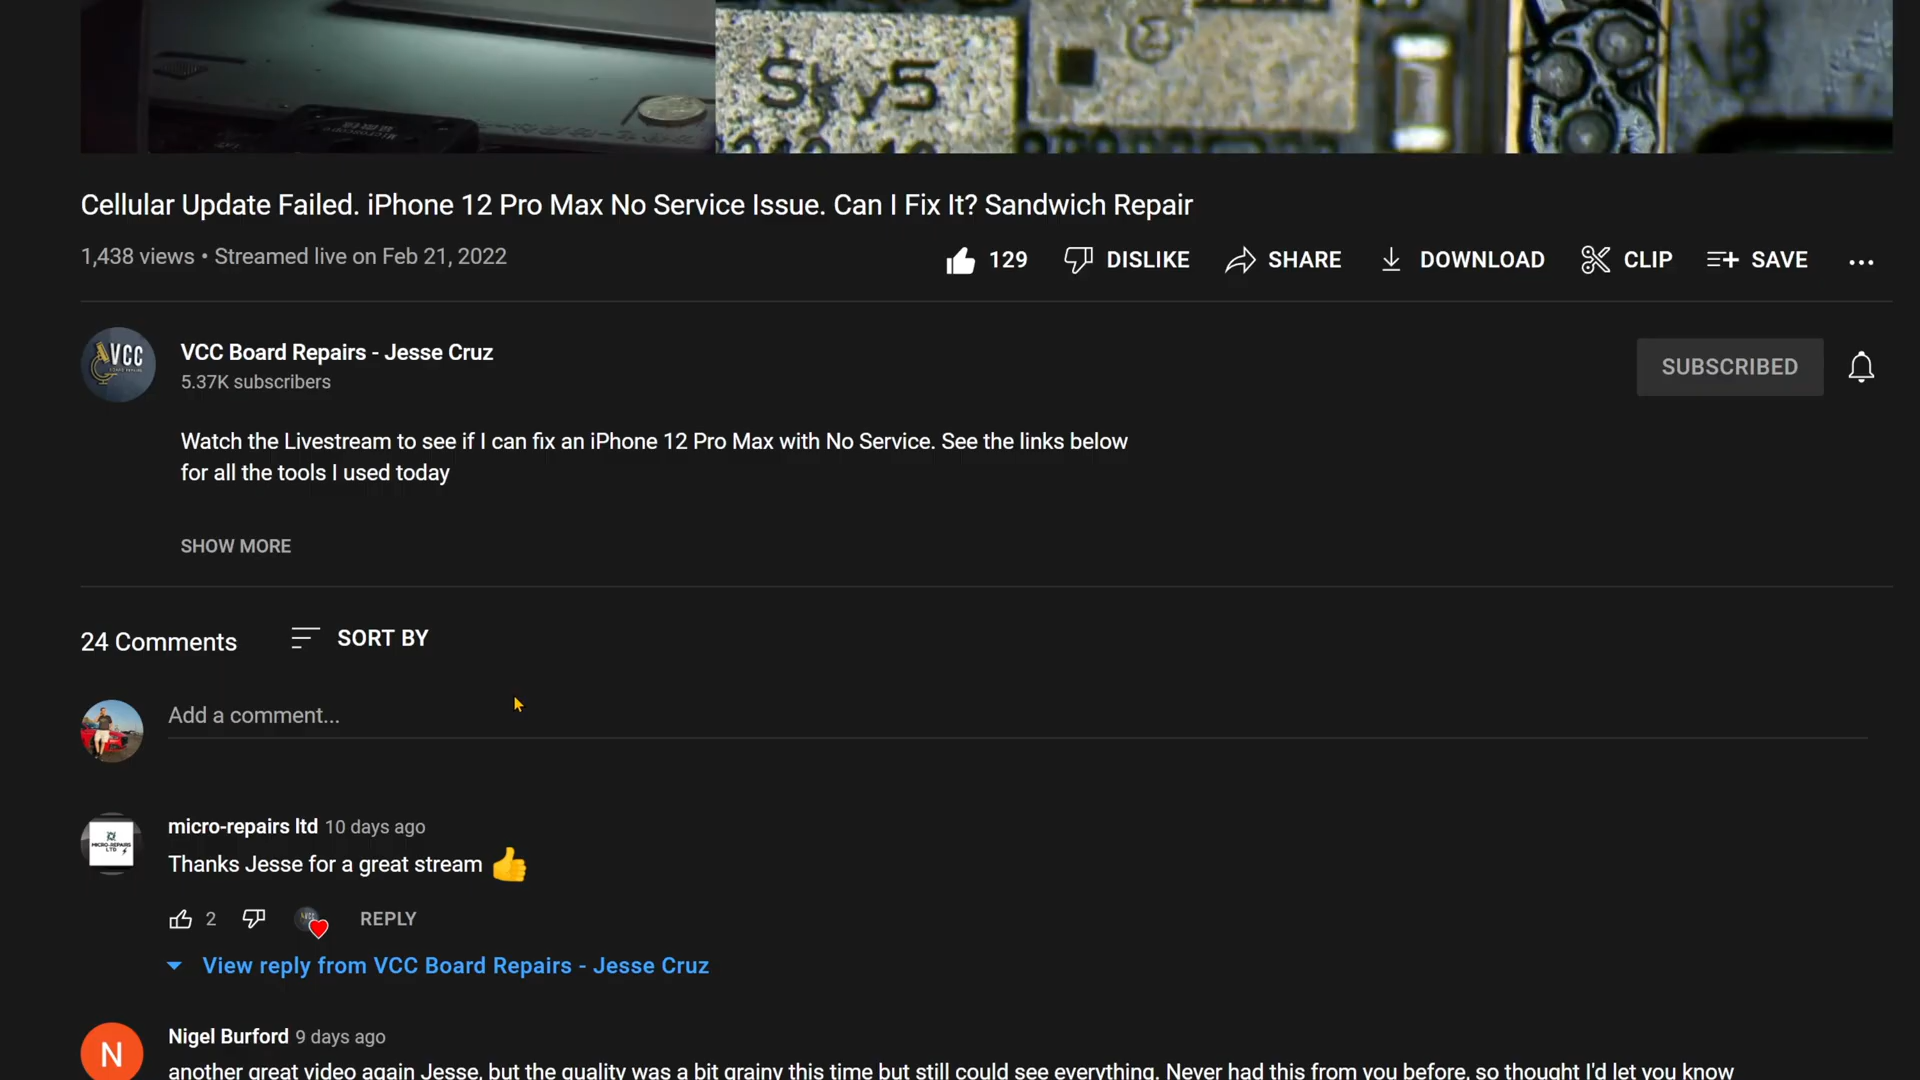 Sky5
Cellular Update Failed. iPhone 12 Pro Max No Service Issue. Can I Fix It? Sandwich Repair
1,438 views • Streamed live on Feb 21, 2022
129 DISLIKE SHARE DOWNLOAD CLIP SAVE ...
VCC
VCC Board Repairs - Jesse Cruz
5.37K subscribers
SUBSCRIBED
Watch the Livestream to see if I can fix an iPhone 12 Pro Max with No Service. See the links below
for all the tools I used today
SHOW MORE
24 Comments SORT BY
Add a comment...
MICRO-REPAIRS
LTD
micro-repairs ltd 10 days ago
Thanks Jesse for a great stream 👍
2 REPLY
View reply from VCC Board Repairs - Jesse Cruz
N
Nigel Burford 9 days ago
another great video again Jesse, but the quality was a bit grainy this time but still could see everything. Never had this from you before, so thought I'd let you know